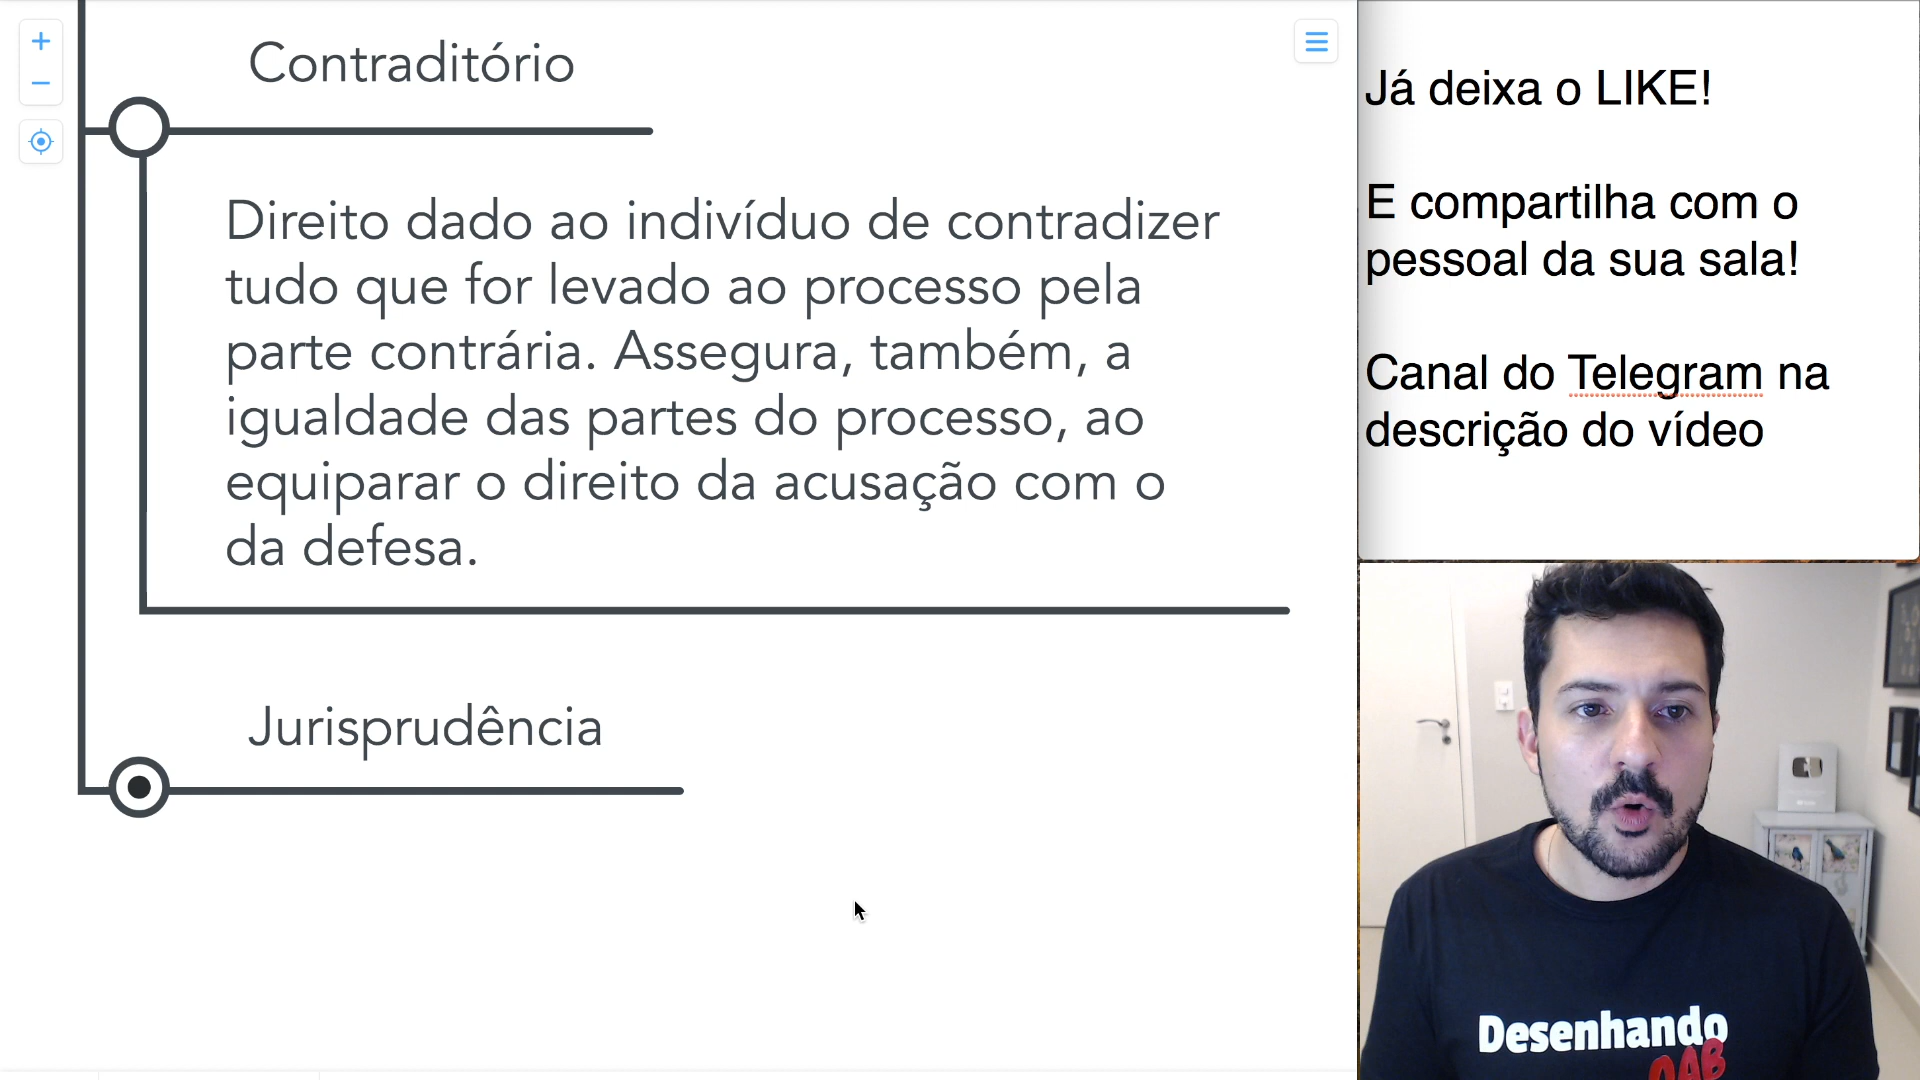 Contraditório
Direito dado ao indivíduo de contradizer
tudo que for levado ao processo pela
parte contrária. Assegura, também, a
igualdade das partes do processo, ao
equiparar o direito da acusação com o
da defesa.
Jurisprudência
Já deixa o LIKE!
E compartilha com o
pessoal da sua sala!
Canal do Telegram na
descrição do vídeo
Desenhando
OAB